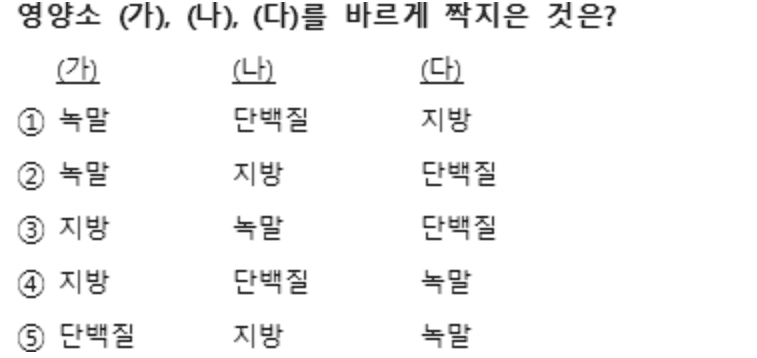 영양소 (가), (나), (다)를 바르게 짝지은 것은?
(가) (나) (다)
① 녹말 단백질 지방
② 녹말 지방 단백질
③ 지방 녹말 단백질
④ 지방 단백질 녹말
⑤ 단백질 지방 녹말